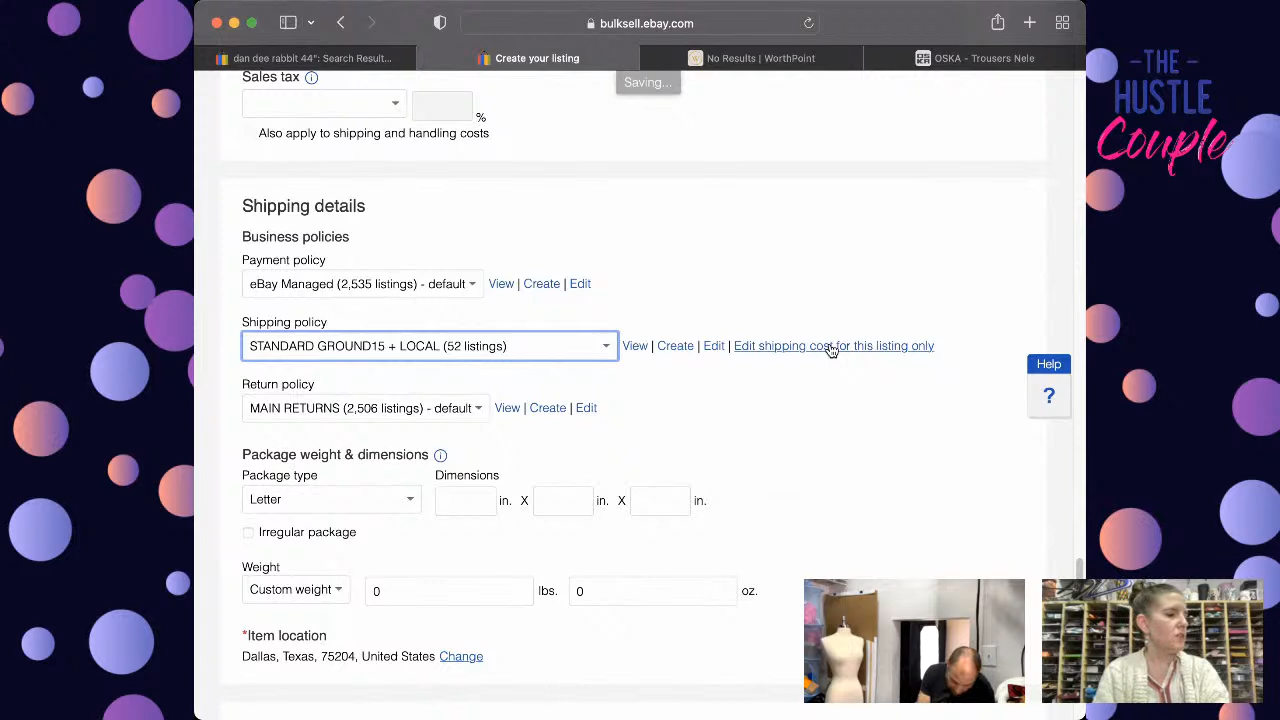 bulksell.ebay.com
dan dee rabbit 44": Search Result...
Create your listing
No Results | WorthPoint
OSKA - Trousers Nele
THE
HUSTLE
Couple
Sales tax
Saving...
%
Also apply to shipping and handling costs
Shipping details
Business policies
Payment policy
eBay Managed (2,535 listings) - default View | Create | Edit
Shipping policy
STANDARD GROUND15 + LOCAL (52 listings) View | Create | Edit | Edit shipping cost for this listing only
Help
?
Return policy
MAIN RETURNS (2,506 listings) - default View | Create | Edit
Package weight & dimensions
Package type Dimensions
Letter in. X in. X in.
Irregular package
Weight
Custom weight 0 lbs. 0 oz.
*Item location
Dallas, Texas, 75204, United States Change